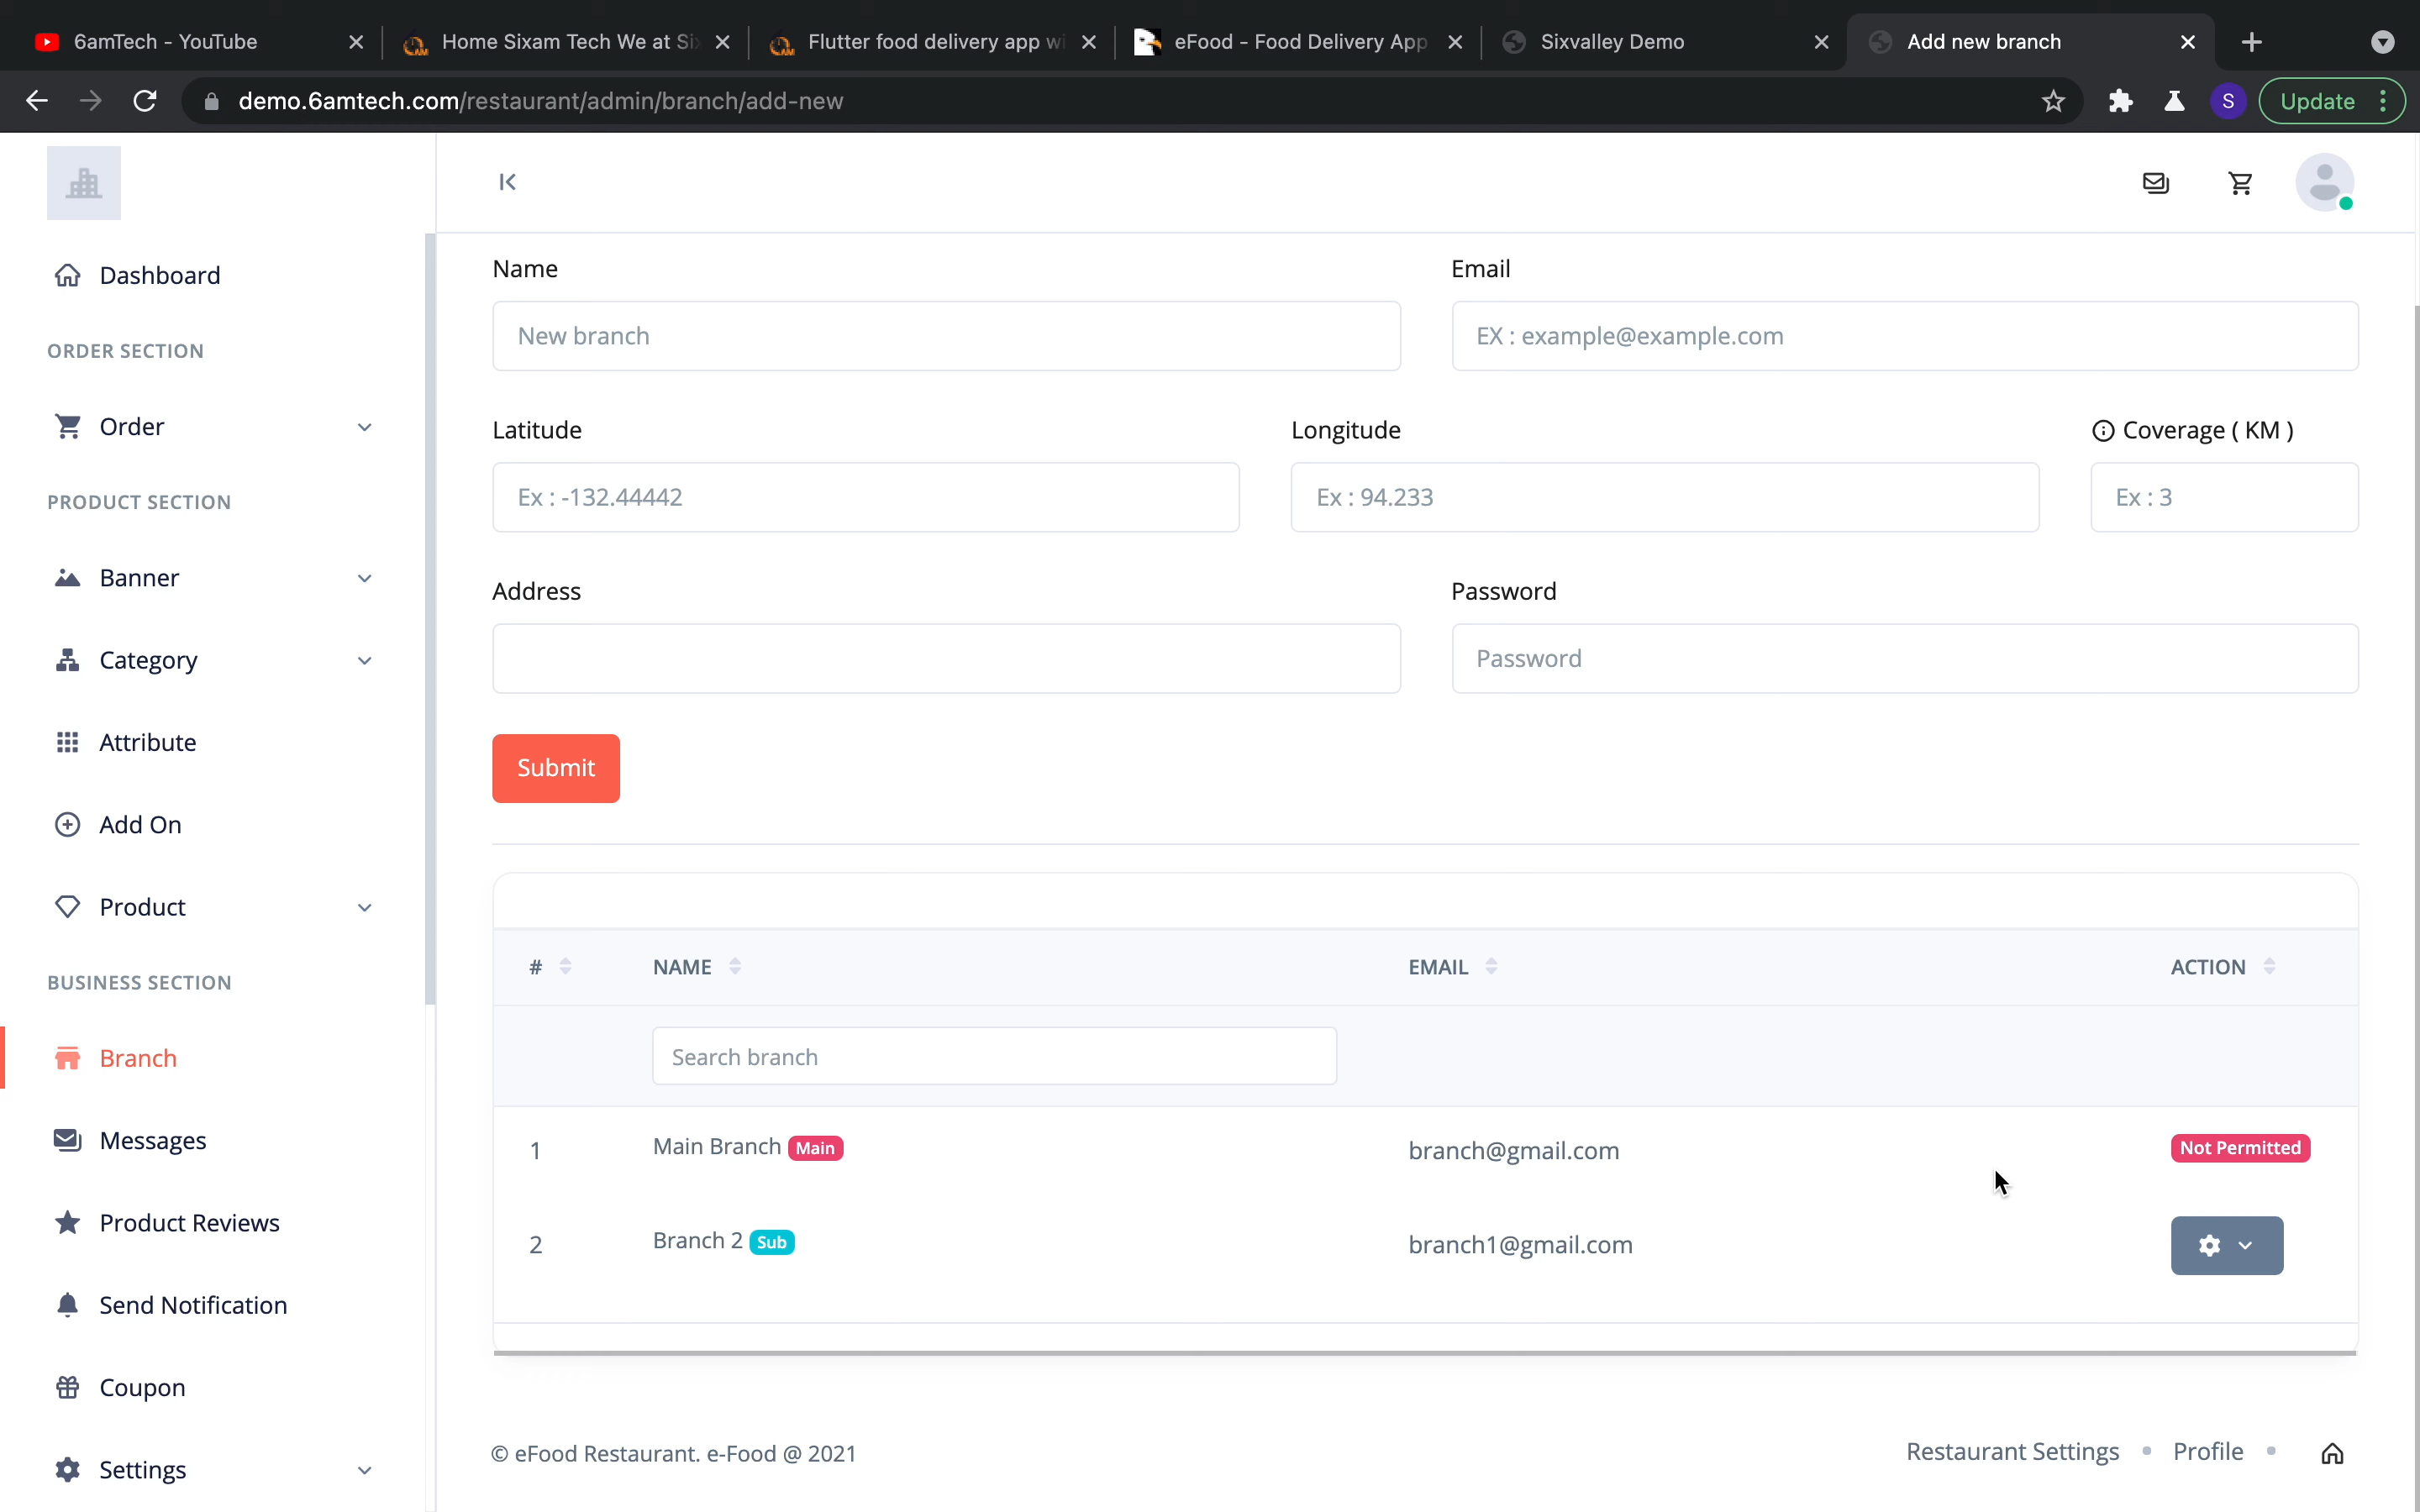 6amTech - YouTube
Home Sixam Tech We at Si
Flutter food delivery app wi
eFood - Food Delivery App
Sixvalley Demo
Add new branch
demo.6amtech.com/restaurant/admin/branch/add-new
S
Update
Dashboard
ORDER SECTION
Order
PRODUCT SECTION
Banner
Category
Attribute
Add On
Product
BUSINESS SECTION
Branch
Messages
Product Reviews
Send Notification
Coupon
Settings
Name
Email
New branch
EX : example@example.com
Latitude
Longitude
Coverage ( KM )
Ex : -132.44442
Ex : 94.233
Ex : 3
Address
Password
Password
Submit
# NAME EMAIL ACTION
Search branch
1 Main Branch Main branch@gmail.com Not Permitted
2 Branch 2 Sub branch1@gmail.com
© eFood Restaurant. e-Food @ 2021
Restaurant Settings • Profile •